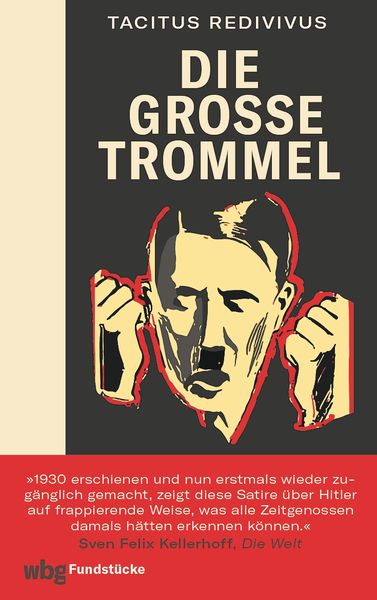 TACITUS REDIVIVUS
DIE
GROSSE
TROMMEL
»1930 erschienen und nun erstmals wieder zu-
gänglich gemacht, zeigt diese Satire über Hitler
auf frappierende Weise, was alle Zeitgenossen
damals hätten erkennen können.«
Sven Felix Kellerhoff, Die Welt
wbg Fundstücke